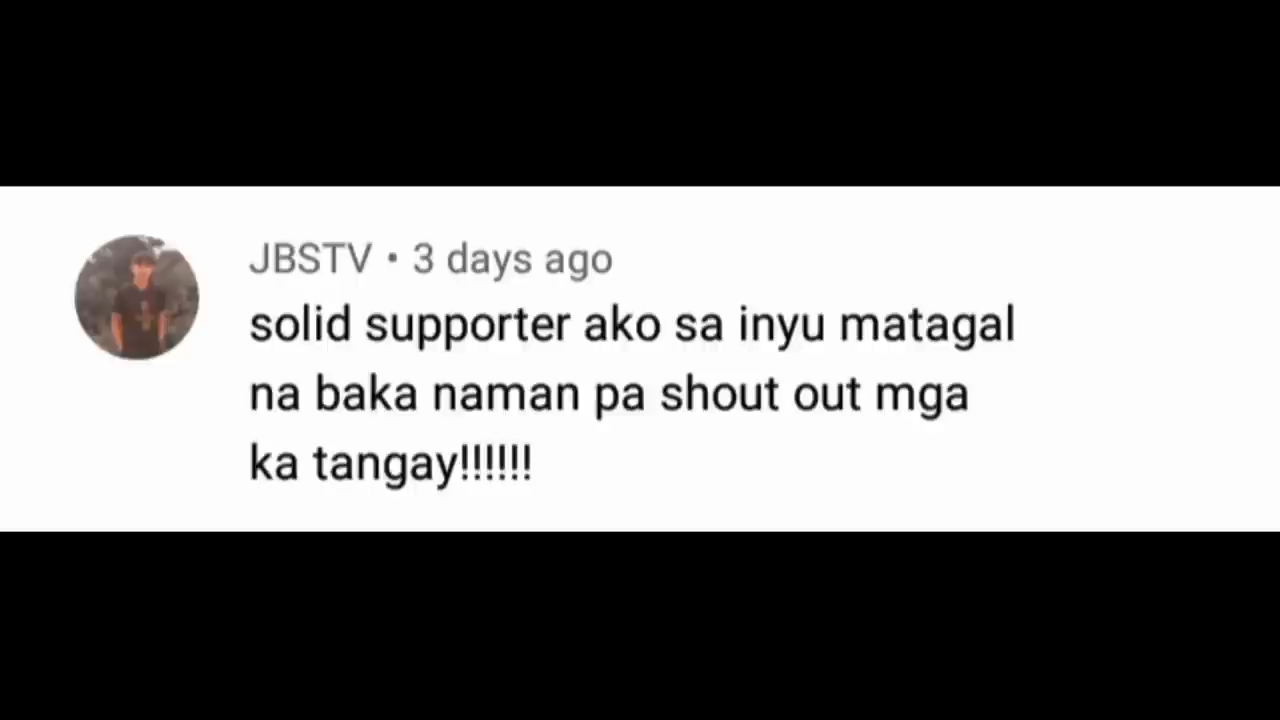 JBSTV • 3 days ago
solid supporter ako sa inyu matagal
na baka naman pa shout out mga
ka tangay!!!!!!